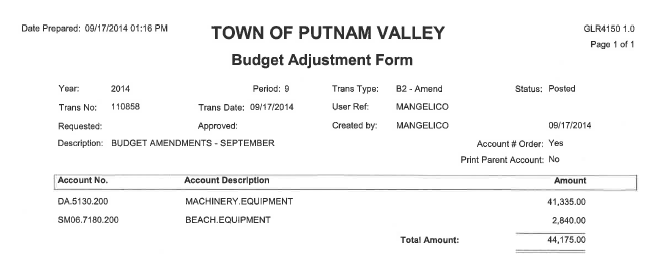 Date Prepared: 09/17/2014 01:16 PM TOWN OF PUTNAM VALLEY GLR4150 1.0
Page 1 of 1
Budget Adjustment Form
Year: 2014 Period: 9 Trans Type: B2 - Amend Status: Posted
Trans No: 110858 Trans Date: 09/17/2014 User Ref: MANGELICO
Requested: Approved: Created by: MANGELICO 09/17/2014
Description: BUDGET AMENDMENTS - SEPTEMBER Account # Order: Yes
Print Parent Account: No
Account No. Account Description Amount
DA.5130.200 MACHINERY.EQUIPMENT 41,335.00
SM06.7180.200 BEACH.EQUIPMENT 2,840.00
Total Amount: 44,175.00